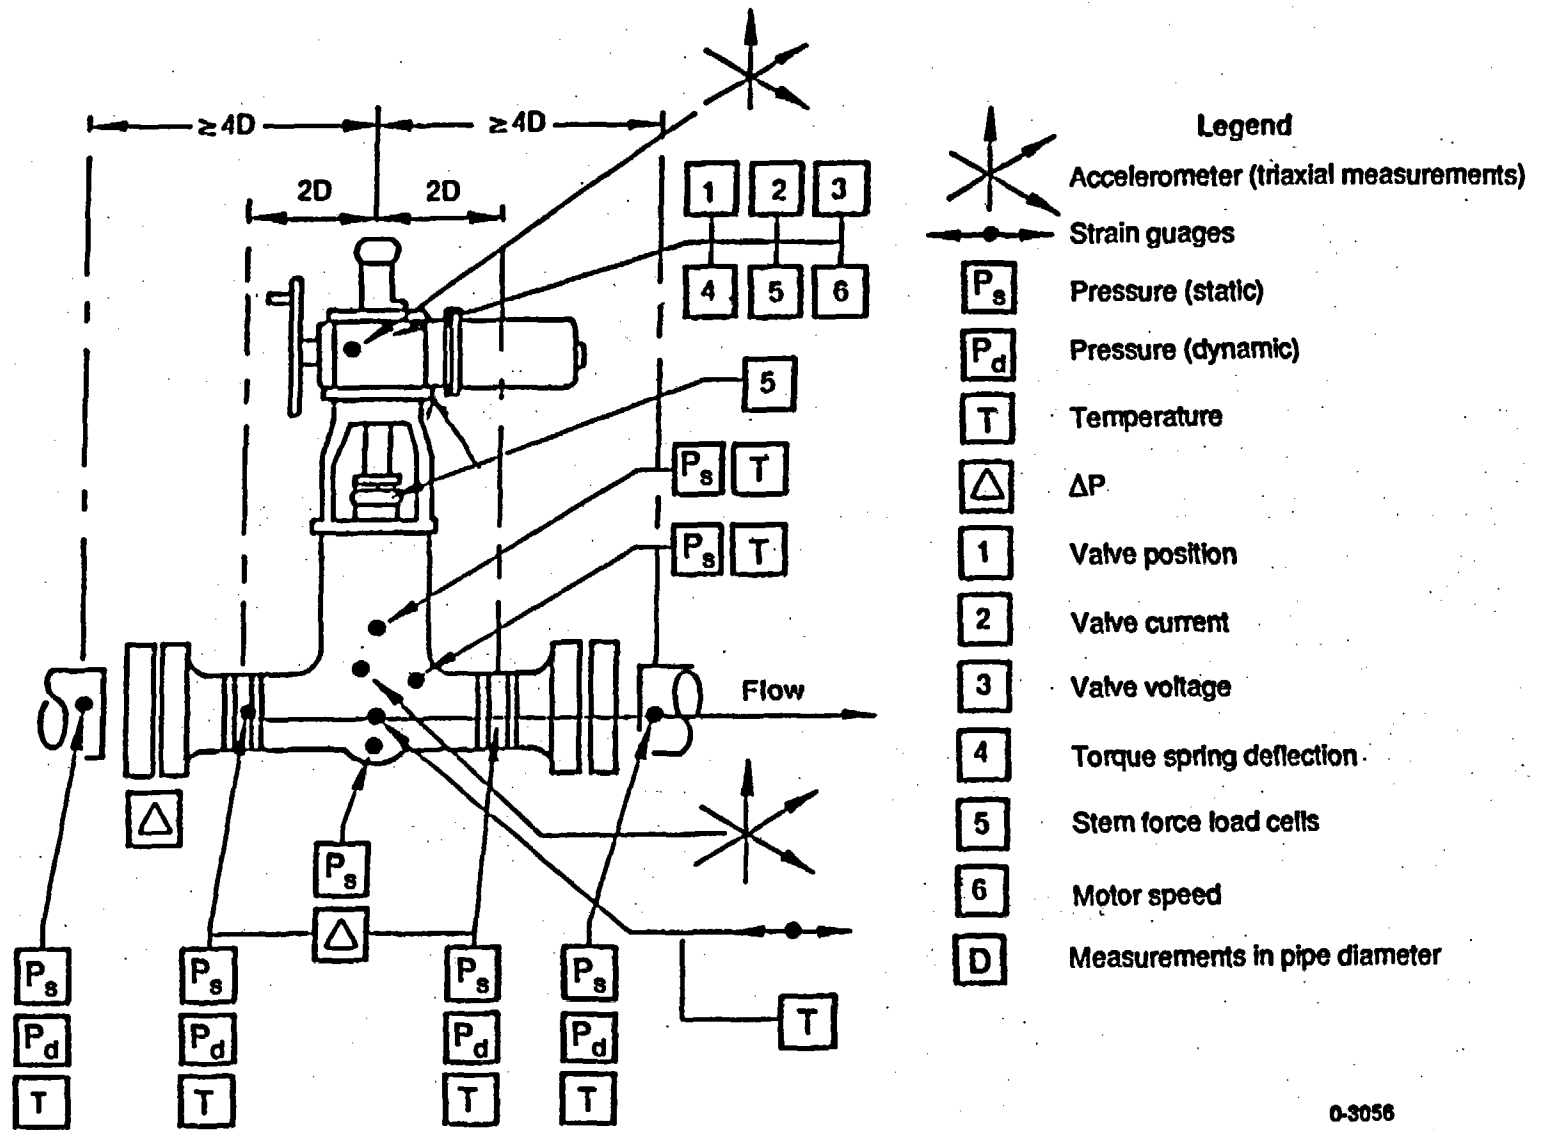 ≥4D ≥4D
2D 2D
1 2 3
4 5 6
5
Ps T
Ps T
Flow
△
Ps
△
Ps Ps Ps Ps
Pd Pd Pd Pd
T T T T
T
Legend
Accelerometer (triaxial measurements)
Strain guages
Ps Pressure (static)
Pd Pressure (dynamic)
T Temperature
△ ΔP
1 Valve position
2 Valve current
3 Valve voltage
4 Torque spring deflection
5 Stem force load cells
6 Motor speed
D Measurements in pipe diameter
0-3056